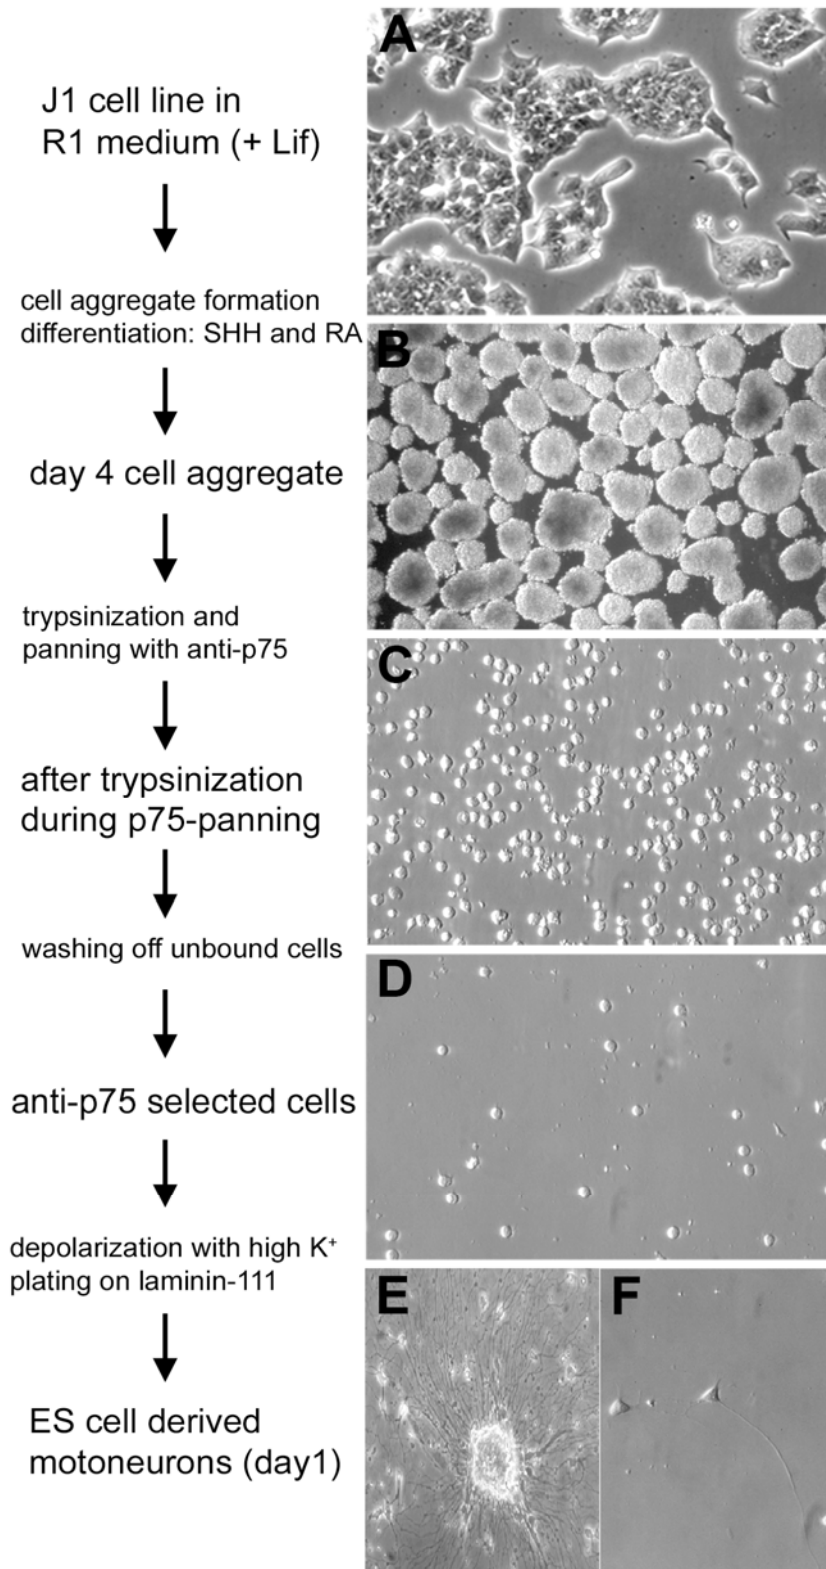 J1 cell line in
R1 medium (+ Lif)
cell aggregate formation
differentiation: SHH and RA
day 4 cell aggregate
trypsinization and
panning with anti-p75
after trypsinization
during p75-panning
washing off unbound cells
anti-p75 selected cells
depolarization with high K⁺
plating on laminin-111
ES cell derived
motoneurons (day1)
A
B
C
D
E
F